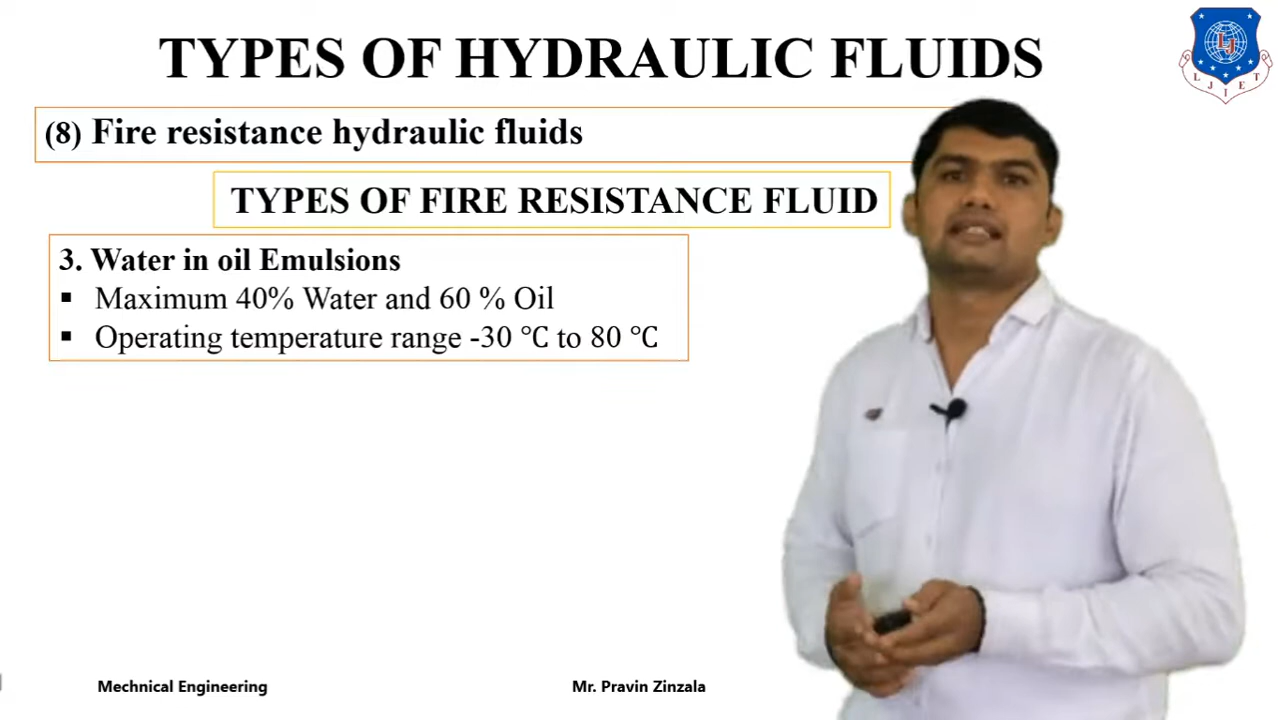 TYPES OF HYDRAULIC FLUIDS
LJIET
(8) Fire resistance hydraulic fluids
TYPES OF FIRE RESISTANCE FLUID
3. Water in oil Emulsions
▪ Maximum 40% Water and 60 % Oil
▪ Operating temperature range -30 ℃ to 80 ℃
Mechnical Engineering
Mr. Pravin Zinzala